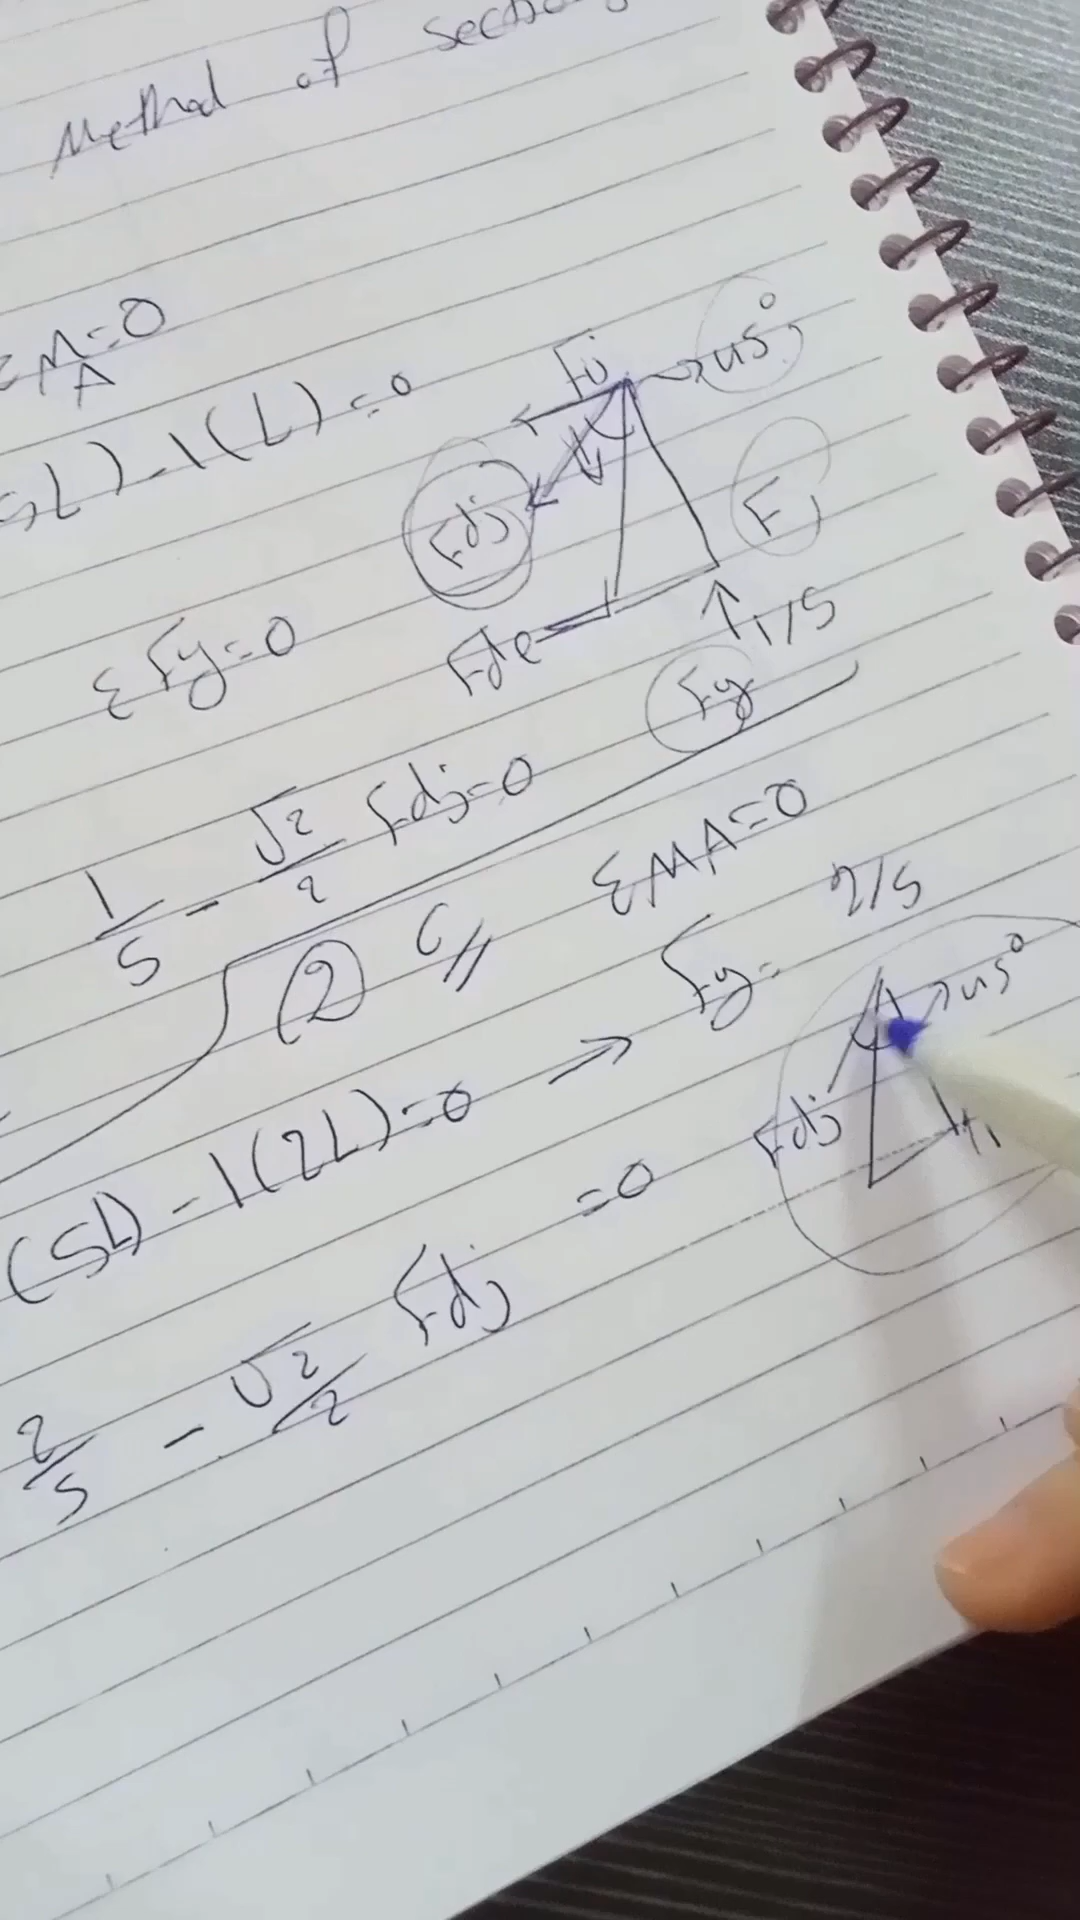 Method of section
ΣM_A=0
5L)-1(L)=0
Fij
45°
Fdj
F
Fde
1/5
Fy
ΣFy=0
1/5 - √2/2 Fdj=0
② C
ΣMA=0
(5L)-1(2L)=0 → Fy= 2/5
45°
Fdj
2/5 - √2/2 Fdj =0